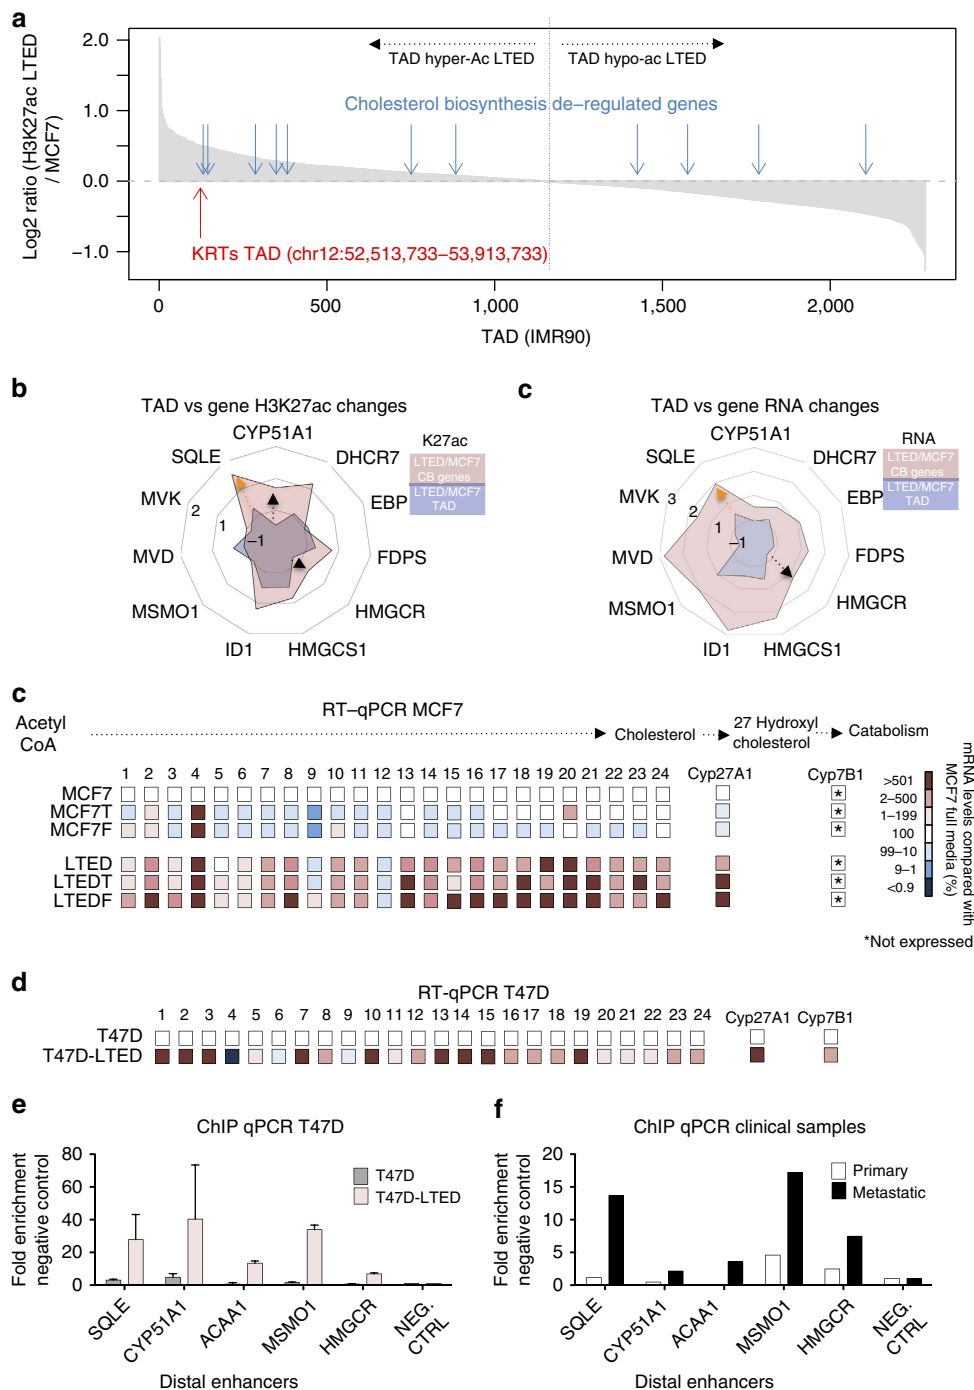 a
Log2 ratio (H3K27ac LTED
/ MCF7)
2.0
1.0
0.0
−1.0
TAD hyper-Ac LTED
TAD hypo-ac LTED
Cholesterol biosynthesis de−regulated genes
KRTs TAD (chr12:52,513,733−53,913,733)
0
500
1,000
1,500
2,000
TAD (IMR90)
b
TAD vs gene H3K27ac changes
CYP51A1
DHCR7
EBP
FDPS
HMGCR
HMGCS1
ID1
MSMO1
MVD
MVK
SQLE
2
1
−1
K27ac
LTED/MCF7
CB genes
LTED/MCF7
TAD
c
TAD vs gene RNA changes
CYP51A1
DHCR7
EBP
FDPS
HMGCR
HMGCS1
ID1
MSMO1
MVD
MVK
SQLE
3
2
1
−1
RNA
LTED/MCF7
CB genes
LTED/MCF7
TAD
c
RT−qPCR MCF7
Acetyl
CoA
Cholesterol
27 Hydroxyl
cholesterol
Catabolism
1 2 3 4 5 6 7 8 9 10 11 12 13 14 15 16 17 18 19 20 21 22 23 24
Cyp27A1
Cyp7B1
MCF7
*
MCF7T
*
MCF7F
*
LTED
*
LTEDT
*
LTEDF
*
>501
2−500
1−199
100
99−10
9−1
<0.9
mRNA levels compared with
MCF7 full media (%)
*Not expressed
d
RT-qPCR T47D
1 2 3 4 5 6 7 8 9 10 11 12 13 14 15 16 17 18 19 20 21 22 23 24
Cyp27A1
Cyp7B1
T47D
T47D-LTED
e
ChIP qPCR T47D
Fold enrichment
negative control
80
60
40
20
0
T47D
T47D-LTED
SQLE
CYP51A1
ACAA1
MSMO1
HMGCR
NEG.
CTRL
Distal enhancers
f
ChIP qPCR clinical samples
Fold enrichment
negative control
20
15
10
5
0
Primary
Metastatic
SQLE
CYP51A1
ACAA1
MSMO1
HMGCR
NEG.
CTRL
Distal enhancers